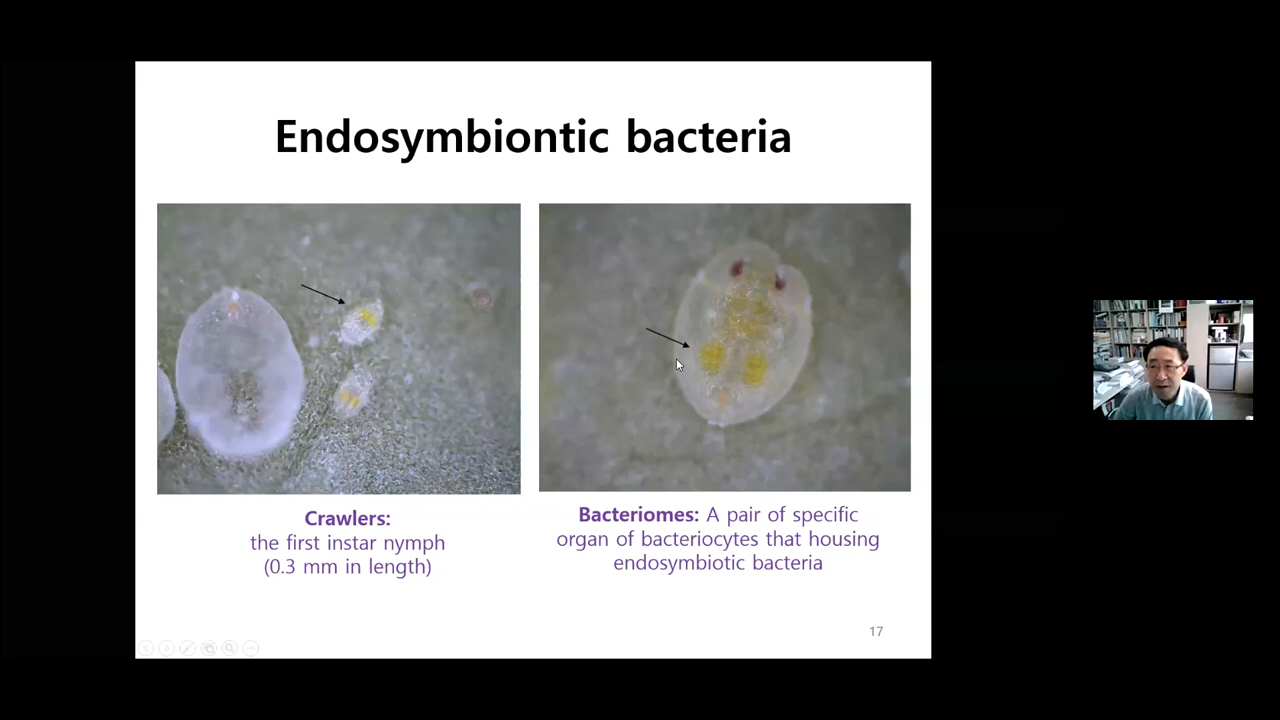 Endosymbiontic bacteria
Crawlers:
the first instar nymph
(0.3 mm in length)
Bacteriomes: A pair of specific
organ of bacteriocytes that housing
endosymbiotic bacteria
17